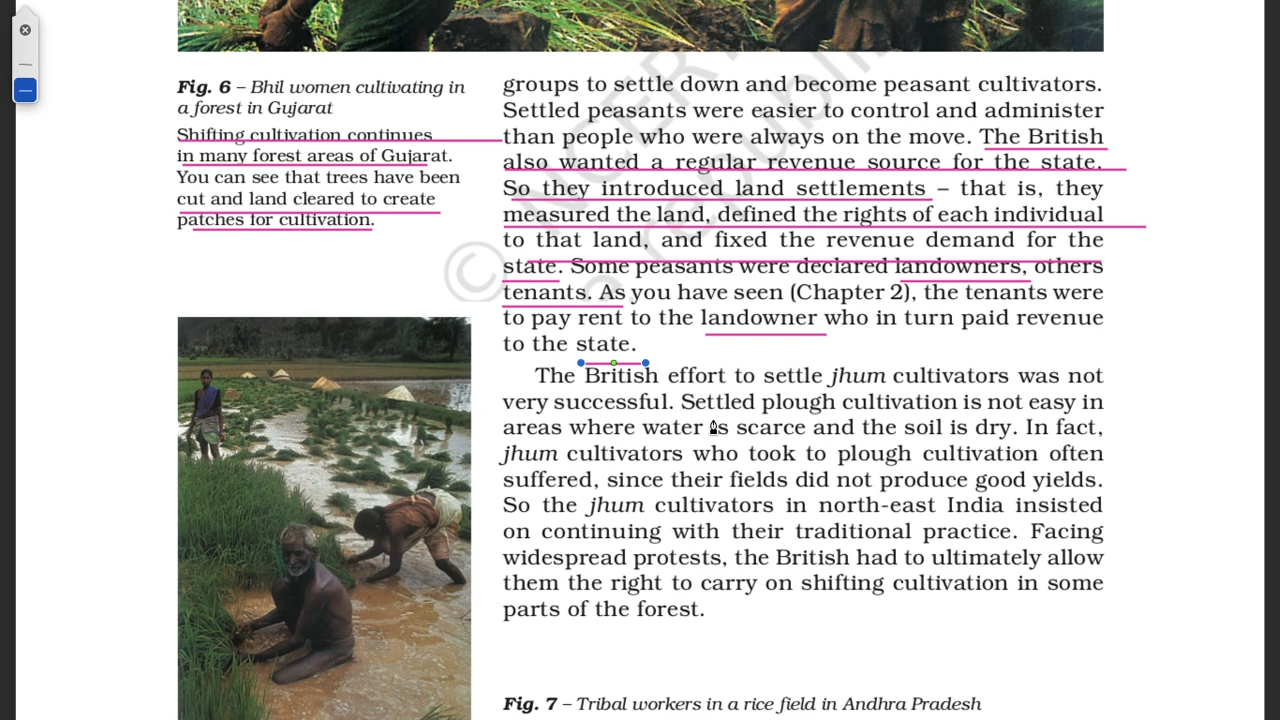 Fig. 6 – Bhil women cultivating in
a forest in Gujarat
Shifting cultivation continues
in many forest areas of Gujarat.
You can see that trees have been
cut and land cleared to create
patches for cultivation.
groups to settle down and become peasant cultivators.
Settled peasants were easier to control and administer
than people who were always on the move. The British
also wanted a regular revenue source for the state.
So they introduced land settlements – that is, they
measured the land, defined the rights of each individual
to that land, and fixed the revenue demand for the
state. Some peasants were declared landowners, others
tenants. As you have seen (Chapter 2), the tenants were
to pay rent to the landowner who in turn paid revenue
to the state.
The British effort to settle jhum cultivators was not
very successful. Settled plough cultivation is not easy in
areas where water is scarce and the soil is dry. In fact,
jhum cultivators who took to plough cultivation often
suffered, since their fields did not produce good yields.
So the jhum cultivators in north-east India insisted
on continuing with their traditional practice. Facing
widespread protests, the British had to ultimately allow
them the right to carry on shifting cultivation in some
parts of the forest.
Fig. 7 – Tribal workers in a rice field in Andhra Pradesh
© NCERT